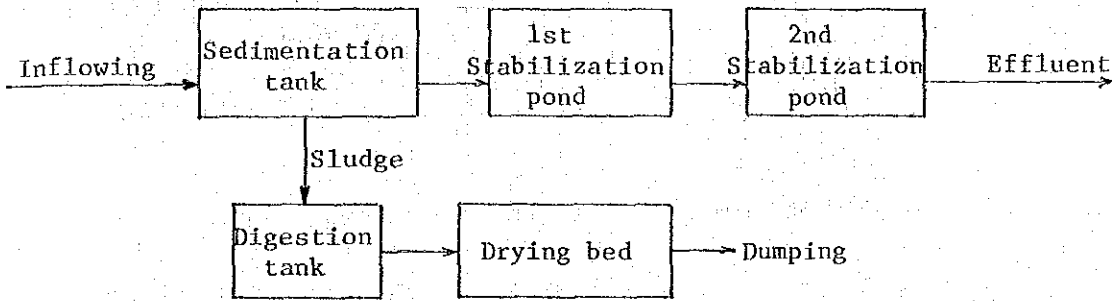 Inflowing
Sedimentation
tank
1st
Stabilization
pond
2nd
Stabilization
pond
Effluent
Sludge
Digestion
tank
Drying bed
Dumping